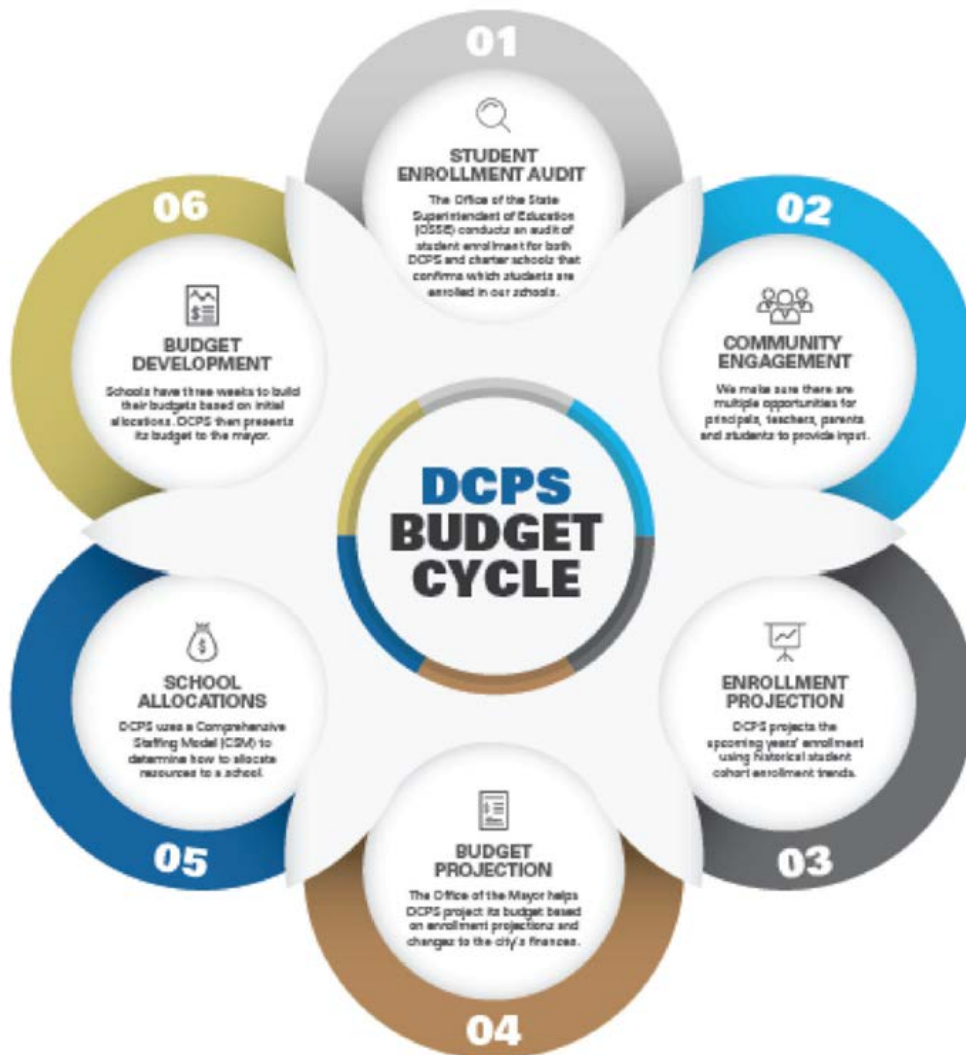 01
STUDENT
ENROLLMENT AUDIT
The Office of the State
Superintendent of Education
(OSSE) conducts an audit of
student enrollment for both
DCPS and charter schools that
confirms which students are
enrolled in our schools.
02
COMMUNITY
ENGAGEMENT
We make sure there are
multiple opportunities for
principals, teachers, parents
and students to provide input.
03
ENROLLMENT
PROJECTION
DCPS projects the
upcoming years' enrollment
using historical student
cohort enrollment trends.
04
BUDGET
PROJECTION
The Office of the Mayor helps
DCPS project its budget based
on enrollment projections and
changes to the city's finances.
05
SCHOOL
ALLOCATIONS
DCPS uses a Comprehensive
Staffing Model (CSM) to
determine how to allocate
resources to a school.
06
BUDGET
DEVELOPMENT
Schools have three weeks to build
their budgets based on initial
allocations. DCPS then presents
its budget to the mayor.
DCPS
BUDGET
CYCLE